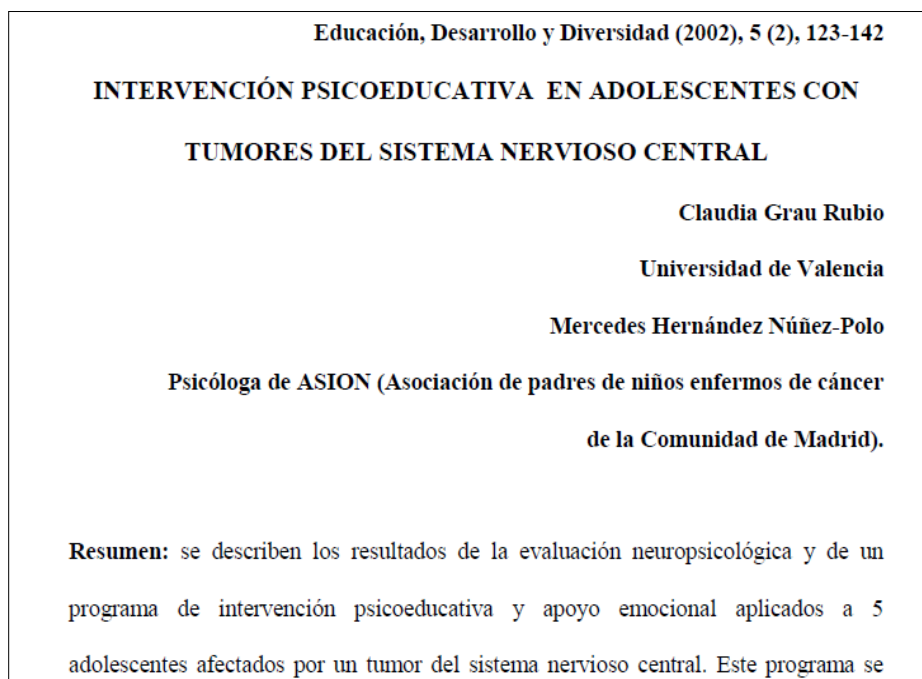 Educación, Desarrollo y Diversidad (2002), 5 (2), 123-142
INTERVENCIÓN PSICOEDUCATIVA EN ADOLESCENTES CON
TUMORES DEL SISTEMA NERVIOSO CENTRAL
Claudia Grau Rubio
Universidad de Valencia
Mercedes Hernández Núñez-Polo
Psicóloga de ASION (Asociación de padres de niños enfermos de cáncer
de la Comunidad de Madrid).
Resumen: se describen los resultados de la evaluación neuropsicológica y de un
programa de intervención psicoeducativa y apoyo emocional aplicados a 5
adolescentes afectados por un tumor del sistema nervioso central. Este programa se